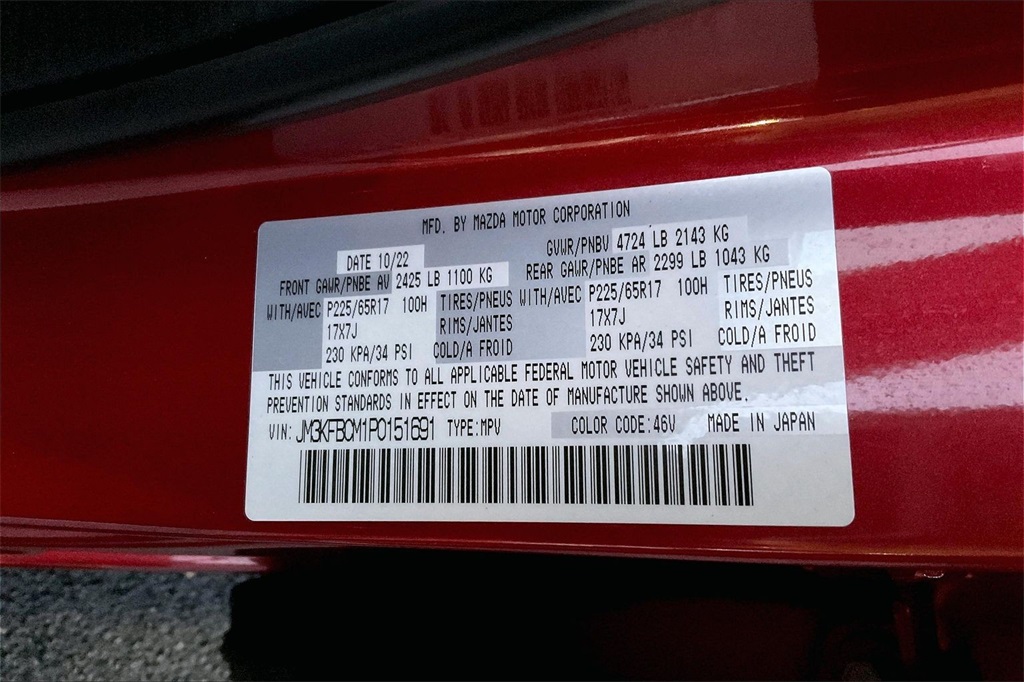 MFD. BY MAZDA MOTOR CORPORATION
DATE 10/22 GVWR/PNBV 4724 LB 2143 KG
FRONT GAWR/PNBE AV 2425 LB 1100 KG REAR GAWR/PNBE AR 2299 LB 1043 KG
WITH/AVEC P225/65R17 100H TIRES/PNEUS WITH/AVEC P225/65R17 100H TIRES/PNEUS
17X7J RIMS/JANTES 17X7J RIMS/JANTES
230 KPA/34 PSI COLD/A FROID 230 KPA/34 PSI COLD/A FROID
THIS VEHICLE CONFORMS TO ALL APPLICABLE FEDERAL MOTOR VEHICLE SAFETY AND THEFT
PREVENTION STANDARDS IN EFFECT ON THE DATE OF MANUFACTURE SHOWN ABOVE.
VIN: JM3KFBCM1P0151691 TYPE:MPV COLOR CODE:46V MADE IN JAPAN